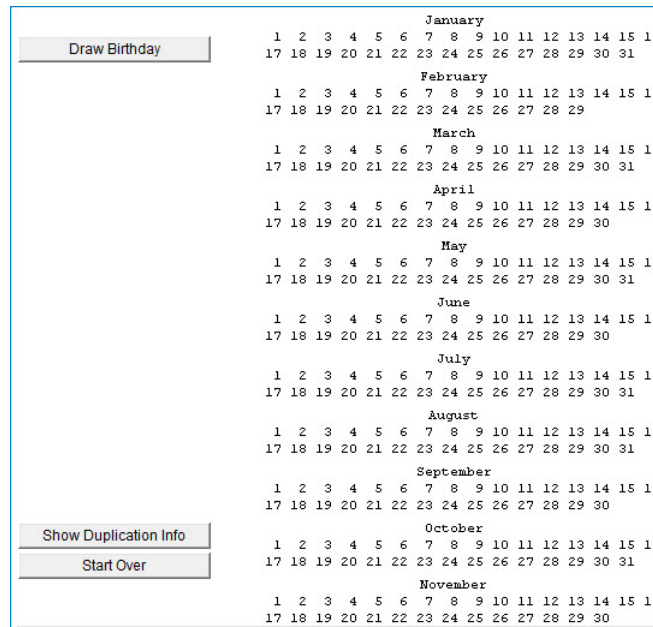 January
1 2 3 4 5 6 7 8 9 10 11 12 13 14 15 1
Draw Birthday
17 18 19 20 21 22 23 24 25 26 27 28 29 30 31
February
1 2 3 4 5 6 7 8 9 10 11 12 13 14 15 1
17 18 19 20 21 22 23 24 25 26 27 28 29
March
1 2 3 4 5 6 7 8 9 10 11 12 13 14 15 1
17 18 19 20 21 22 23 24 25 26 27 28 29 30 31
April
1 2 3 4 5 6 7 8 9 10 11 12 13 14 15 1
17 18 19 20 21 22 23 24 25 26 27 28 29 30
May
1 2 3 4 5 6 7 8 9 10 11 12 13 14 15 1
17 18 19 20 21 22 23 24 25 26 27 28 29 30 31
June
1 2 3 4 5 6 7 8 9 10 11 12 13 14 15 1
17 18 19 20 21 22 23 24 25 26 27 28 29 30
July
1 2 3 4 5 6 7 8 9 10 11 12 13 14 15 1
17 18 19 20 21 22 23 24 25 26 27 28 29 30 31
August
1 2 3 4 5 6 7 8 9 10 11 12 13 14 15 1
17 18 19 20 21 22 23 24 25 26 27 28 29 30 31
September
1 2 3 4 5 6 7 8 9 10 11 12 13 14 15 1
17 18 19 20 21 22 23 24 25 26 27 28 29 30
Show Duplication Info
October
1 2 3 4 5 6 7 8 9 10 11 12 13 14 15 1
Start Over
17 18 19 20 21 22 23 24 25 26 27 28 29 30 31
November
1 2 3 4 5 6 7 8 9 10 11 12 13 14 15 1
17 18 19 20 21 22 23 24 25 26 27 28 29 30